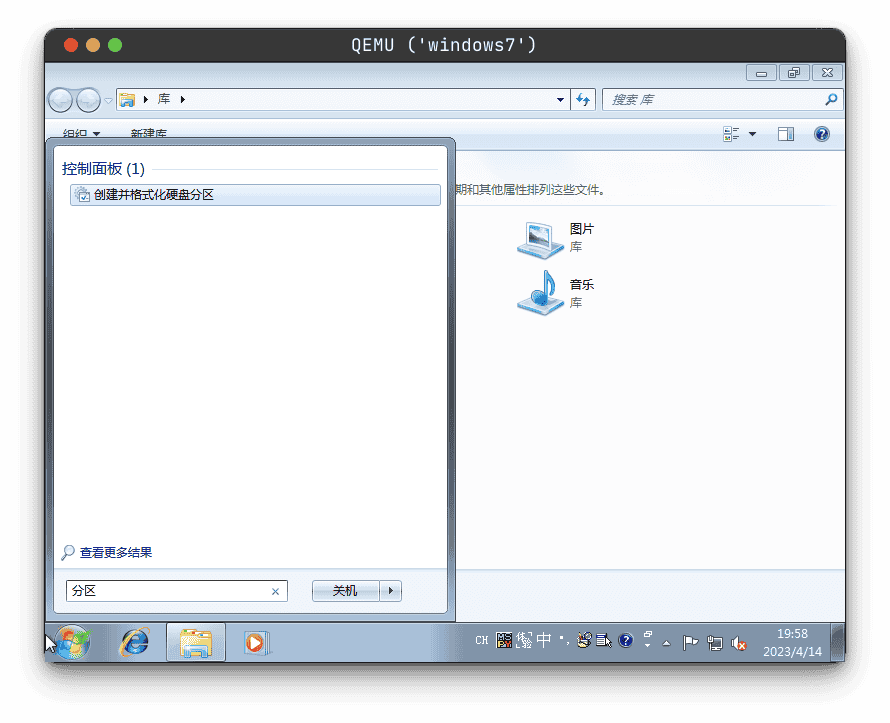 QEMU ('windows7')
库
搜索 库
组织
新建库
控制面板 (1)
创建并格式化硬盘分区
期和其他属性排列这些文件。
图片
库
音乐
库
查看更多结果
分区
关机
CH
中
19:58
2023/4/14